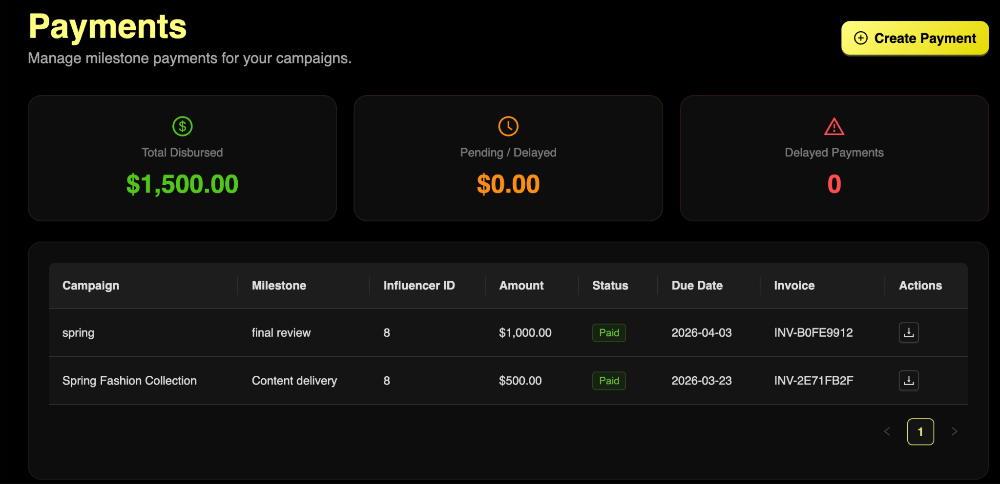 Payments
Create Payment
Manage milestone payments for your campaigns.
Total Disbursed
$1,500.00
Pending / Delayed
$0.00
Delayed Payments
0
Campaign Milestone Influencer ID Amount Status Due Date Invoice Actions
spring final review 8 $1,000.00 Paid 2026-04-03 INV-B0FE9912
Spring Fashion Collection Content delivery 8 $500.00 Paid 2026-03-23 INV-2E71FB2F
1